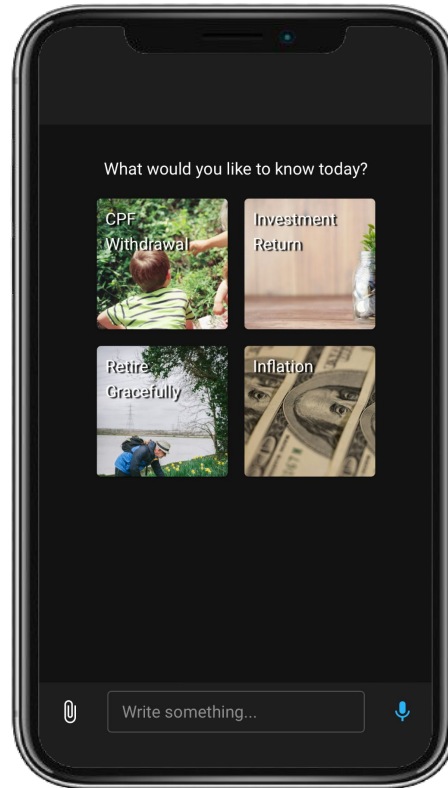 What would you like to know today?
CPF
Withdrawal
Investment
Return
Retire
Gracefully
Inflation
Write something...